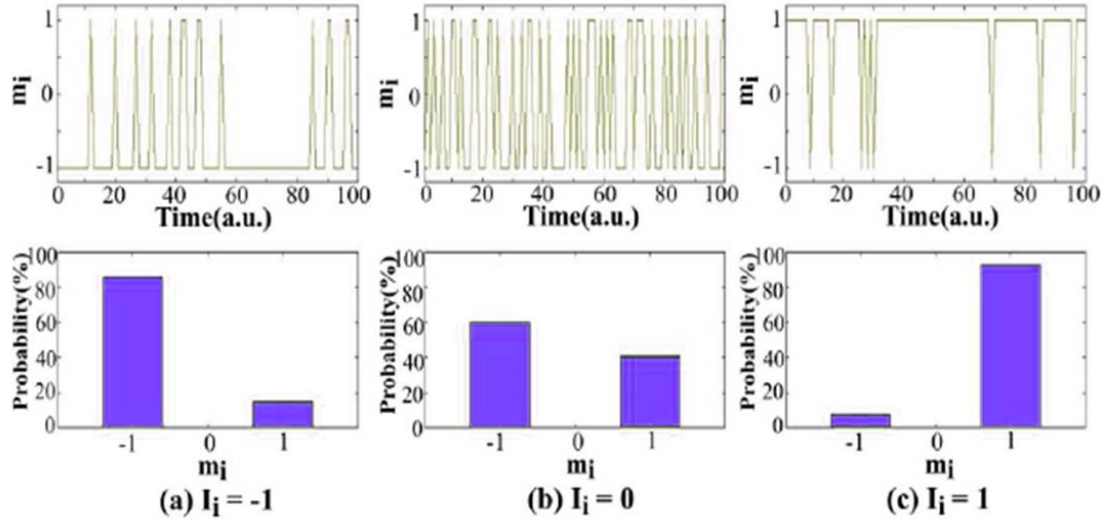 1 1 1
mᵢ 0 mᵢ 0 mᵢ 0
-1 -1 -1
0 20 40 60 80 100 0 20 40 60 80 100 0 20 40 60 80 100
Time(a.u.) Time(a.u.) Time(a.u.)
100 100 100
80 80 80
60 60 60
40 40 40
20 20 20
0 0 0
Probability(%) Probability(%) Probability(%)
-1 0 1 -1 0 1 -1 0 1
mᵢ mᵢ mᵢ
(a) Iᵢ = -1 (b) Iᵢ = 0 (c) Iᵢ = 1